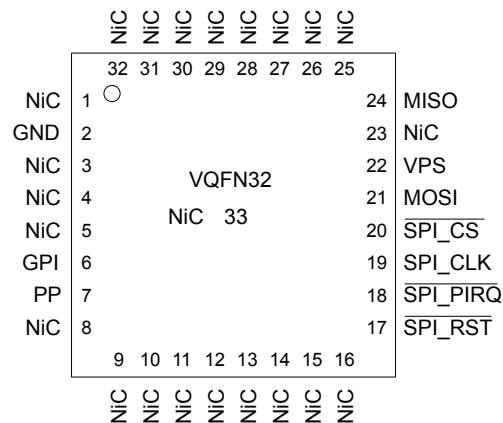 NiC NiC NiC NiC NiC NiC NiC NiC
32 31 30 29 28 27 26 25
NiC 1 24 MISO
GND 2 23 NiC
NiC 3 22 VPS
NiC 4 21 MOSI
NiC 5 20 SPI_CS
GPI 6 19 SPI_CLK
PP 7 18 SPI_PIRQ
NiC 8 17 SPI_RST
VQFN32
NiC 33
9 10 11 12 13 14 15 16
NiC NiC NiC NiC NiC NiC NiC NiC